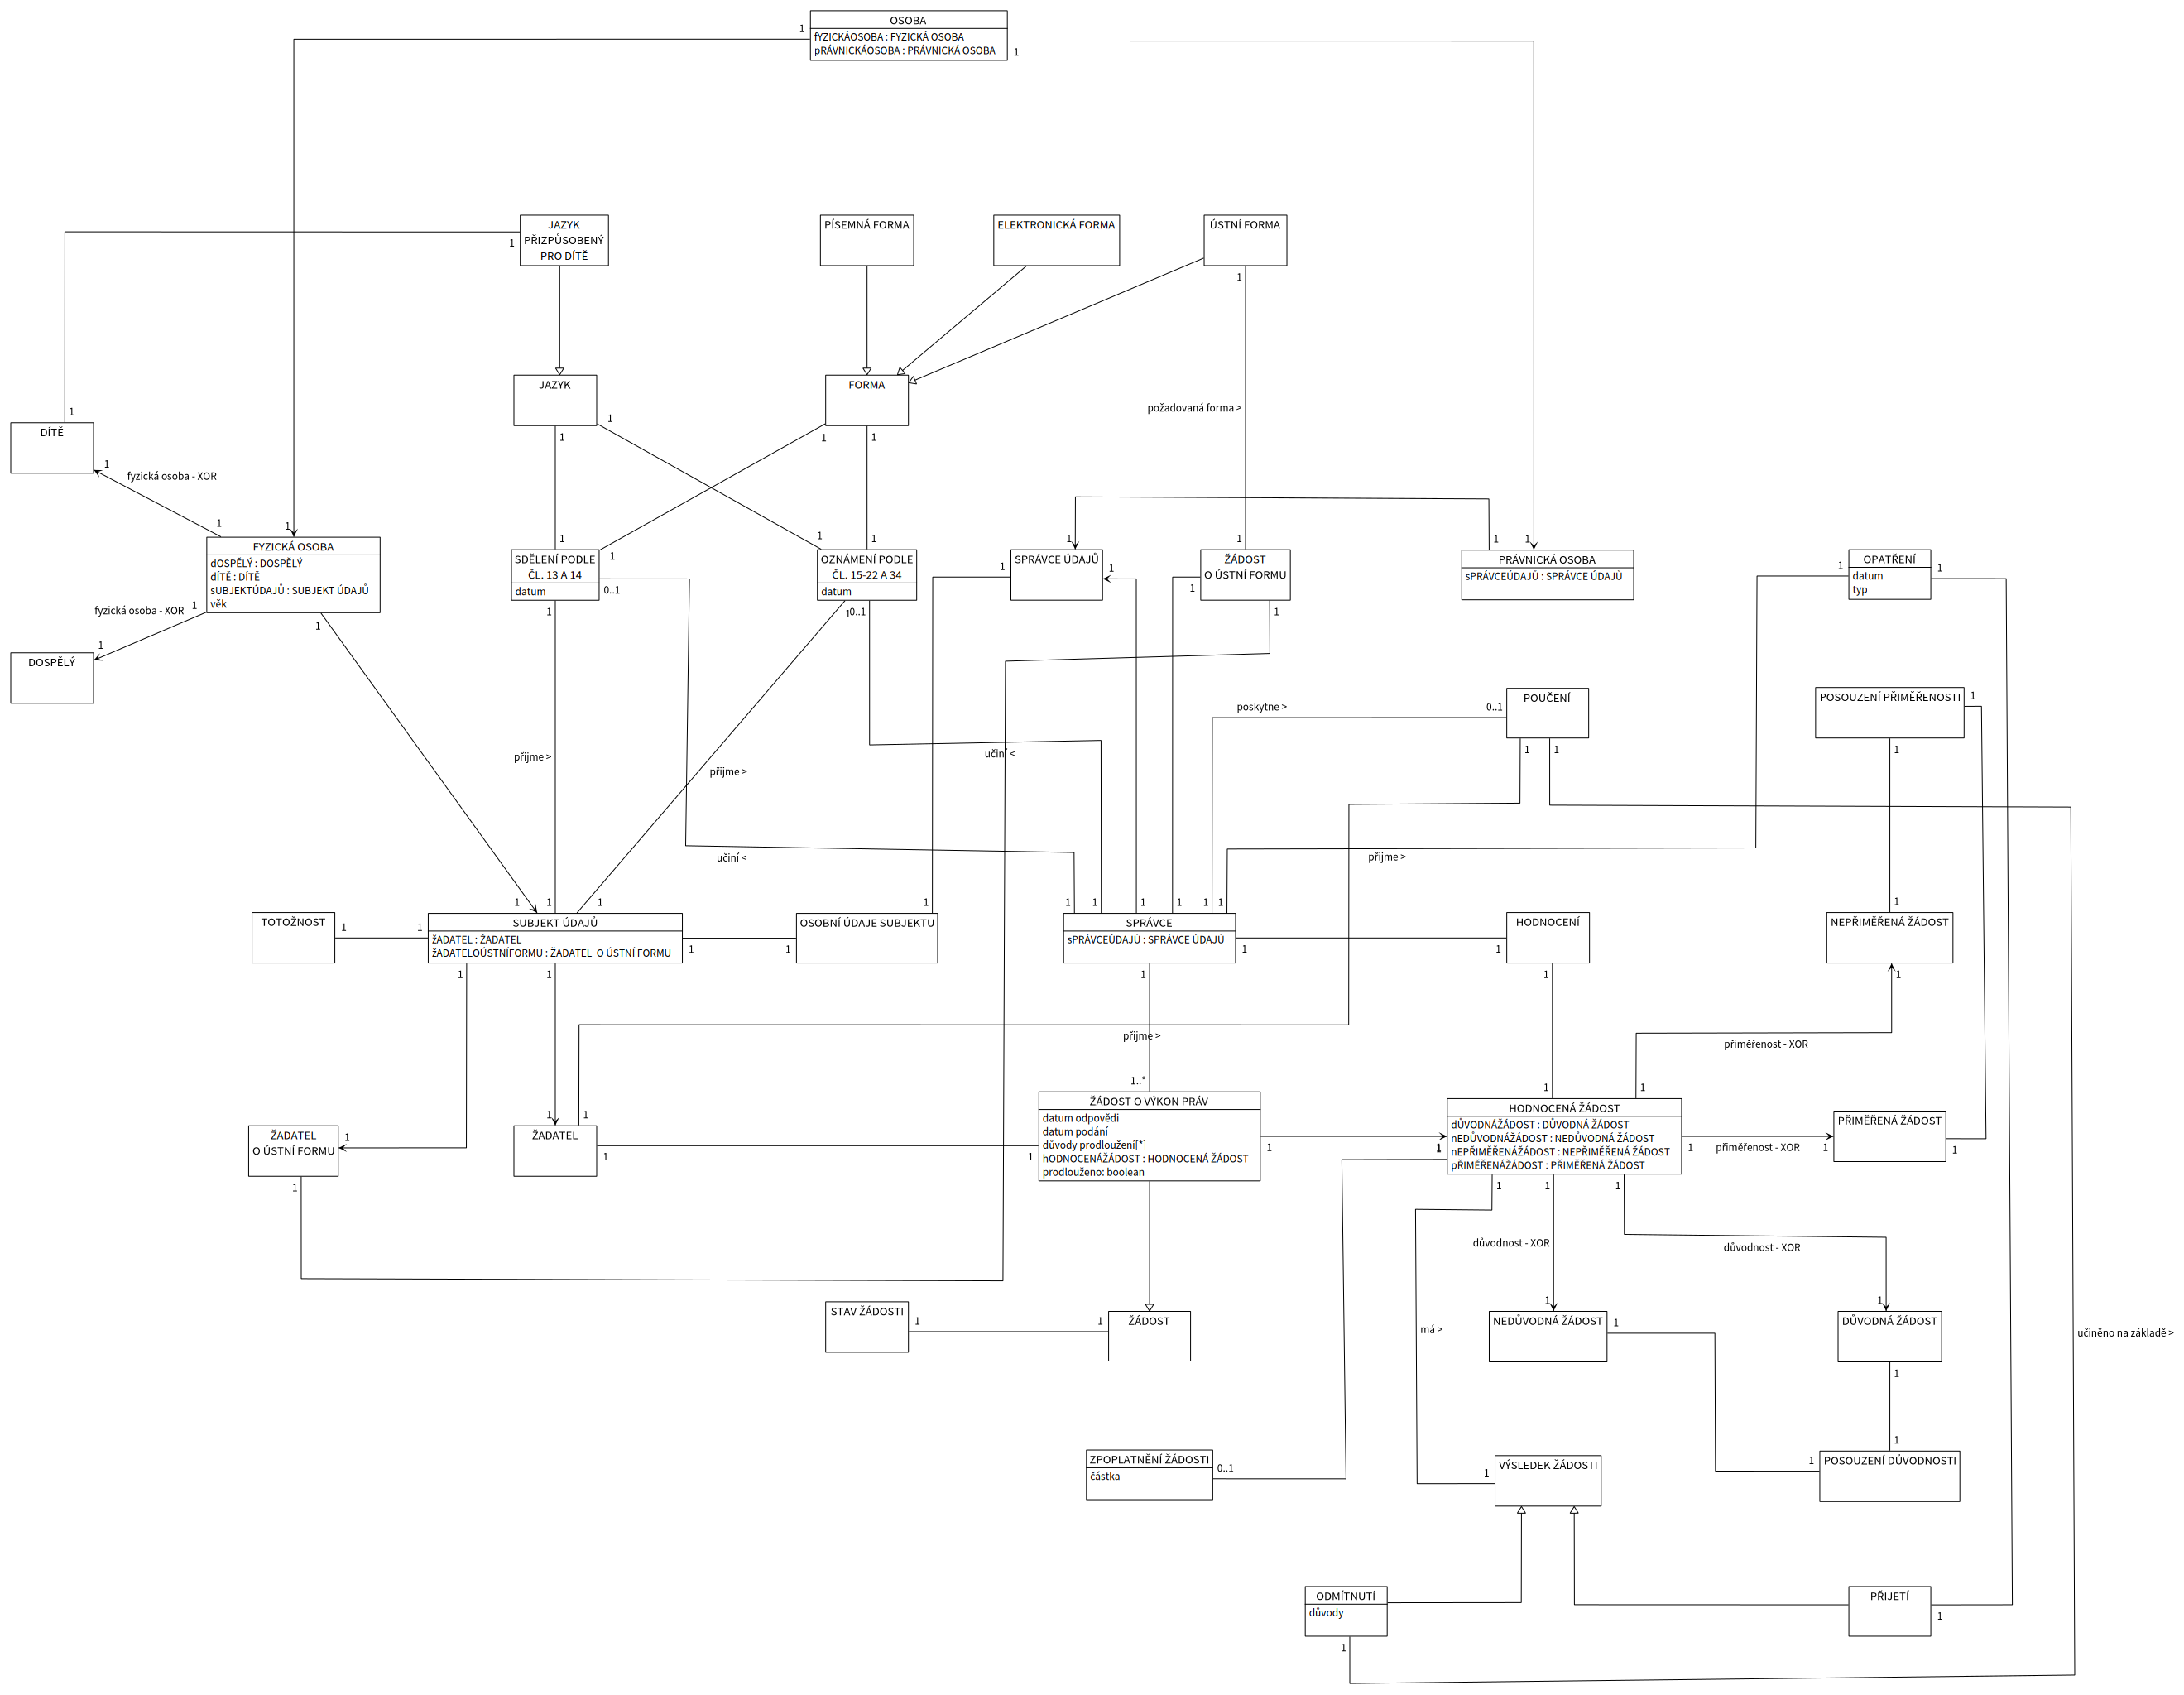 OSOBA
fYZICKÁOSOBA : FYZICKÁ OSOBA
pRÁVNICKÁOSOBA : PRÁVNICKÁ OSOBA
1
1
JAZYK
PŘIZPŮSOBENÝ
PRO DÍTĚ
1
PÍSEMNÁ FORMA
ELEKTRONICKÁ FORMA
ÚSTNÍ FORMA
1
JAZYK
1
1
FORMA
1
1
požadovaná forma >
1
DÍTĚ
1
fyzická osoba - XOR
1
1
FYZICKÁ OSOBA
dOSPĚLÝ : DOSPĚLÝ
dÍTĚ : DÍTĚ
sUBJEKTÚDAJŮ : SUBJEKT ÚDAJŮ
věk
fyzická osoba - XOR
1
1
1
DOSPĚLÝ
1
1
SDĚLENÍ PODLE
ČL. 13 A 14
datum
0..1
1
1
1
OZNÁMENÍ PODLE
ČL. 15-22 A 34
datum
1
0..1
1
SPRÁVCE ÚDAJŮ
1
1
1
ŽÁDOST
O ÚSTNÍ FORMU
1
1
1
1
PRÁVNICKÁ OSOBA
sPRÁVCEÚDAJŮ : SPRÁVCE ÚDAJŮ
OPATŘENÍ
datum
typ
1
1
POUČENÍ
poskytne >
0..1
1
1
POSOUZENÍ PŘIMĚŘENOSTI
1
1
přijme >
přijme >
učiní <
učiní <
přijme >
TOTOŽNOST
1
1
1
1
1
SUBJEKT ÚDAJŮ
žADATEL : ŽADATEL
žADATELOÚSTNÍFORMU : ŽADATEL  O ÚSTNÍ FORMU
1
1
1
1
1
OSOBNÍ ÚDAJE SUBJEKTU
1
1
1
1
1
1
SPRÁVCE
sPRÁVCEÚDAJŮ : SPRÁVCE ÚDAJŮ
1
1
HODNOCENÍ
1
1
1
NEPŘIMĚŘENÁ ŽÁDOST
1
přijme >
přiměřenost - XOR
1..*
ŽADATEL
O ÚSTNÍ FORMU
1
1
1
1
ŽADATEL
1
1
ŽÁDOST O VÝKON PRÁV
datum odpovědi
datum podání
důvody prodloužení[*]
hODNOCENÁŽÁDOST : HODNOCENÁ ŽÁDOST
prodlouženo: boolean
1
1
1
1
HODNOCENÁ ŽÁDOST
dŮVODNÁŽÁDOST : DŮVODNÁ ŽÁDOST
nEDŮVODNÁŽÁDOST : NEDŮVODNÁ ŽÁDOST
nEPŘIMĚŘENÁŽÁDOST : NEPŘIMĚŘENÁ ŽÁDOST
pŘIMĚŘENÁŽÁDOST : PŘIMĚŘENÁ ŽÁDOST
1
1
1
1
1
přiměřenost - XOR
1
PŘIMĚŘENÁ ŽÁDOST
1
důvodnost - XOR
důvodnost - XOR
STAV ŽÁDOSTI
1
1
ŽÁDOST
má >
1
NEDŮVODNÁ ŽÁDOST
1
1
DŮVODNÁ ŽÁDOST
1
učiněno na základě >
ZPOPLATNĚNÍ ŽÁDOSTI
částka
0..1
1
VÝSLEDEK ŽÁDOSTI
1
1
POSOUZENÍ DŮVODNOSTI
ODMÍTNUTÍ
důvody
1
PŘIJETÍ
1